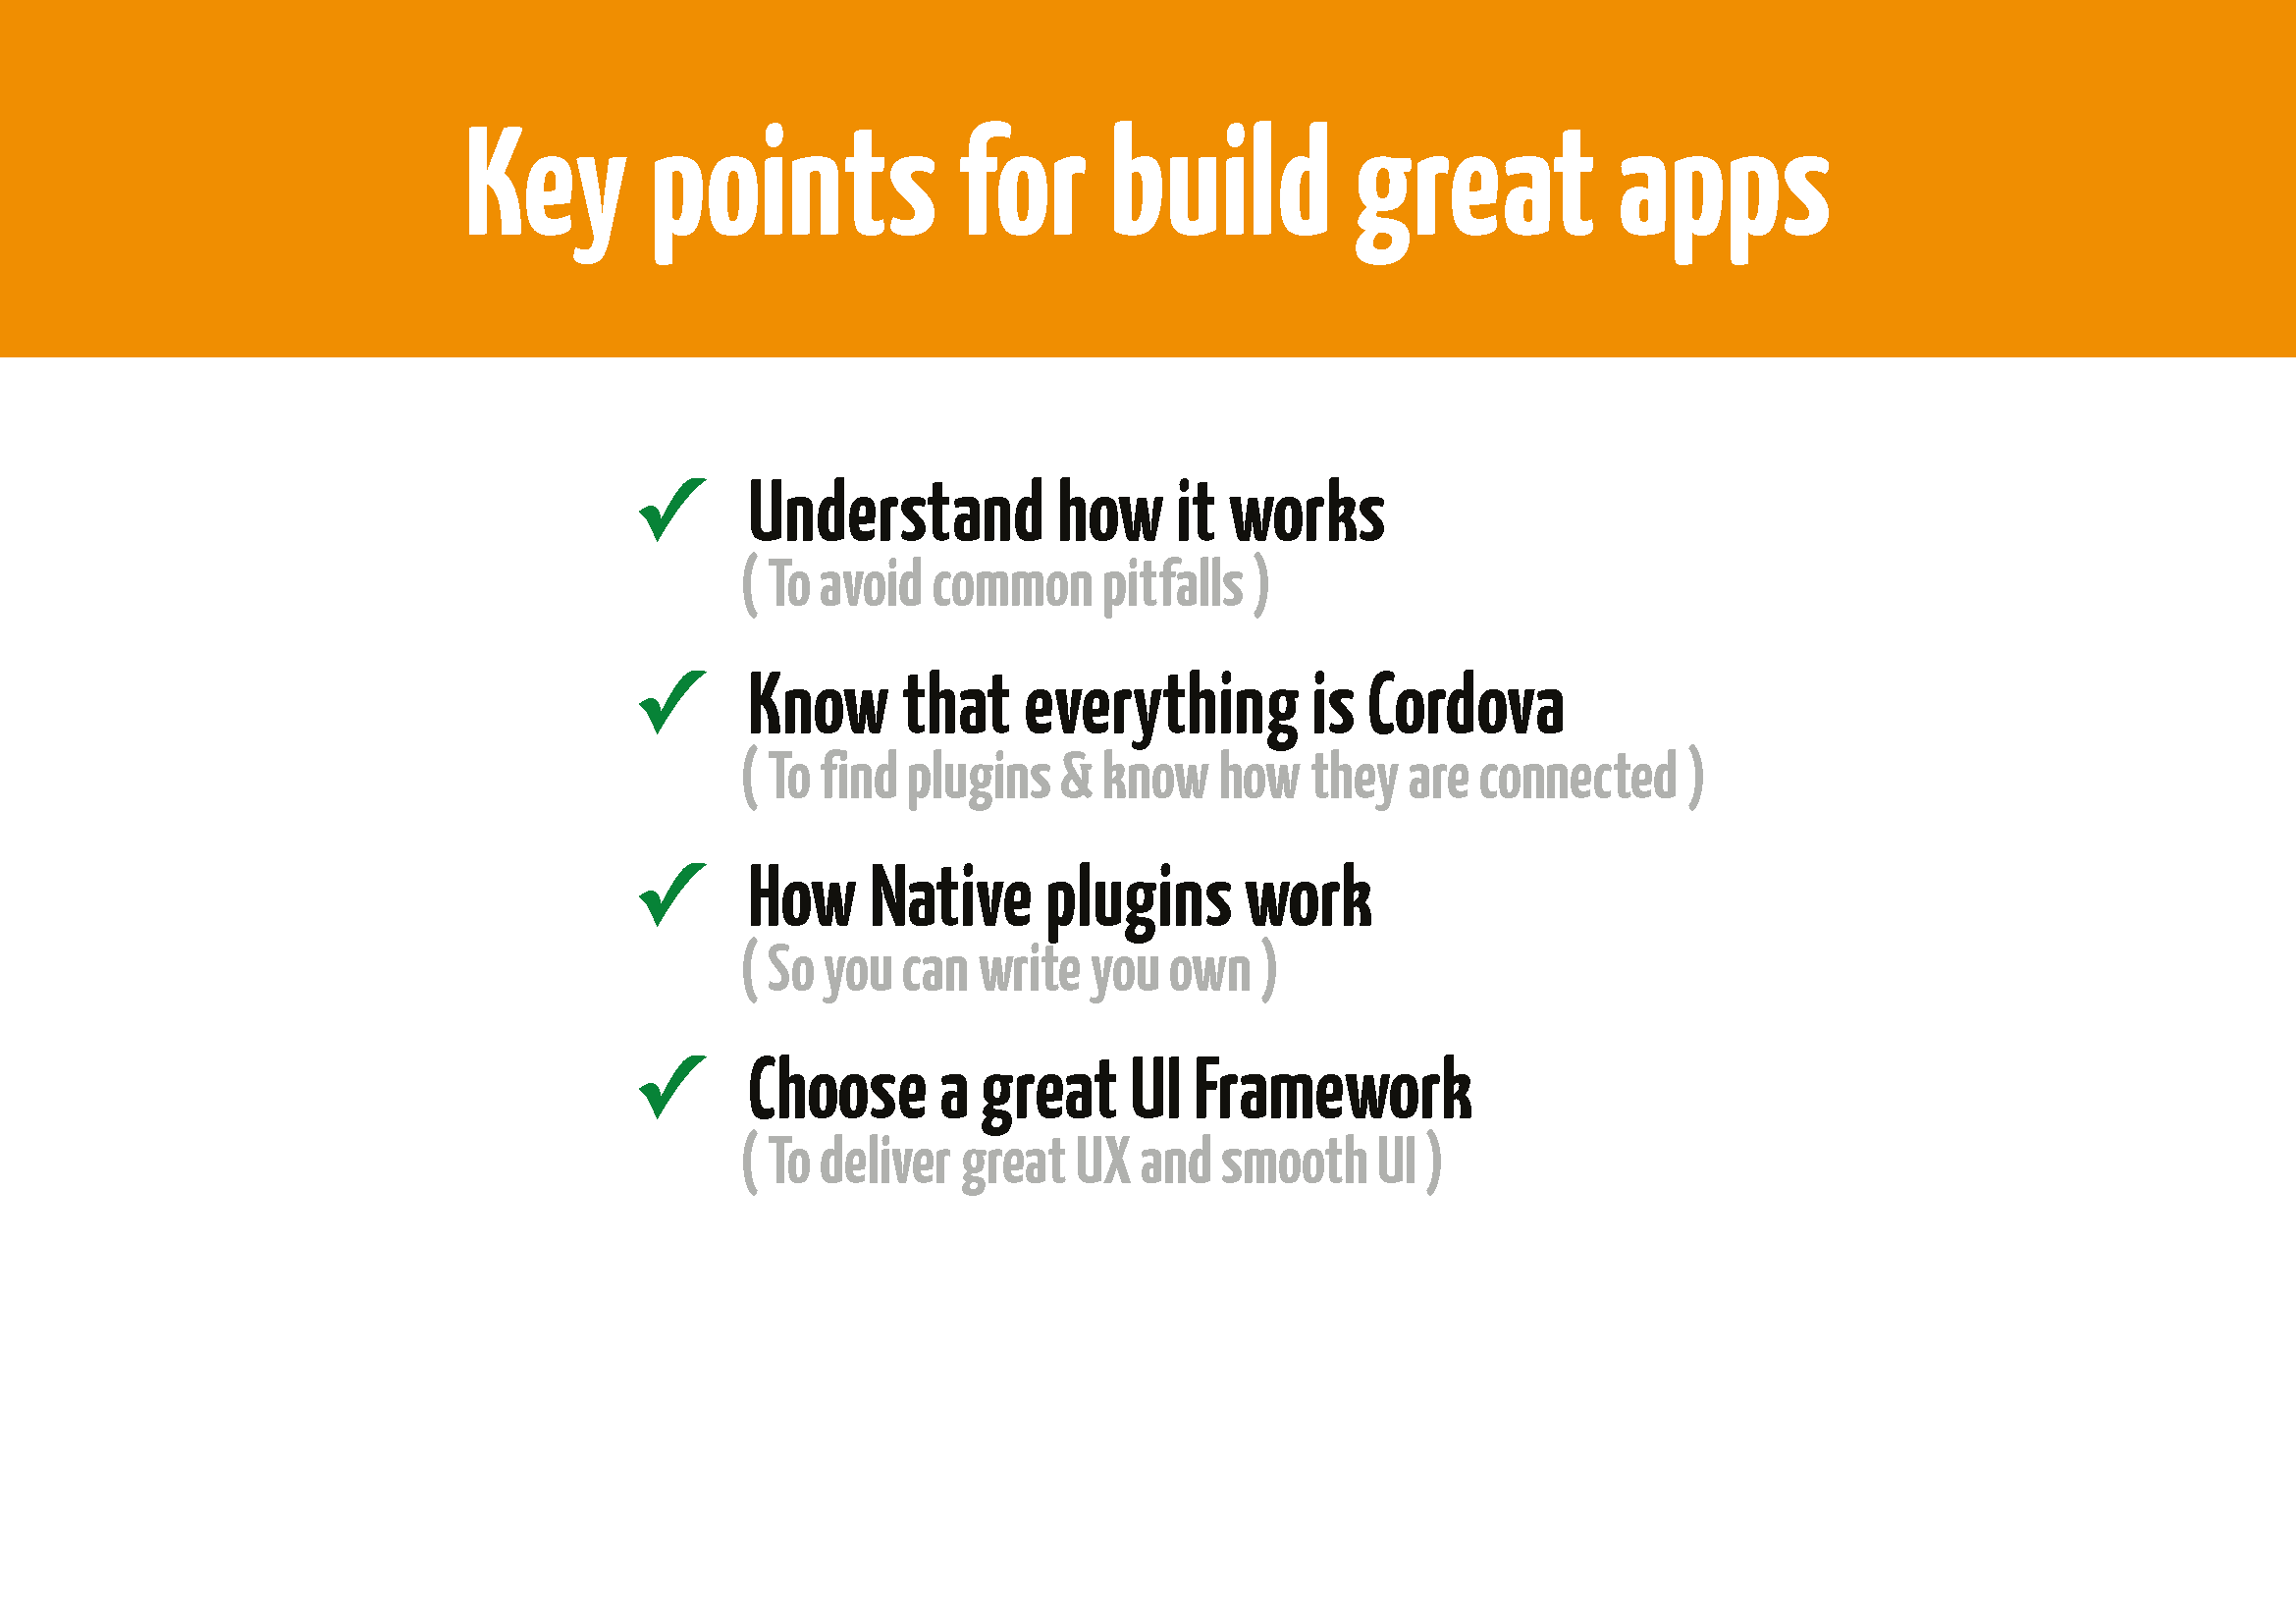 Key points for build great apps
Understand how it works
( To avoid common pitfalls )
Know that everything is Cordova
( To find plugins & know how they are connected )
How Native plugins work
( So you can write you own )
Choose a great UI Framework
( To deliver great UX and smooth UI )